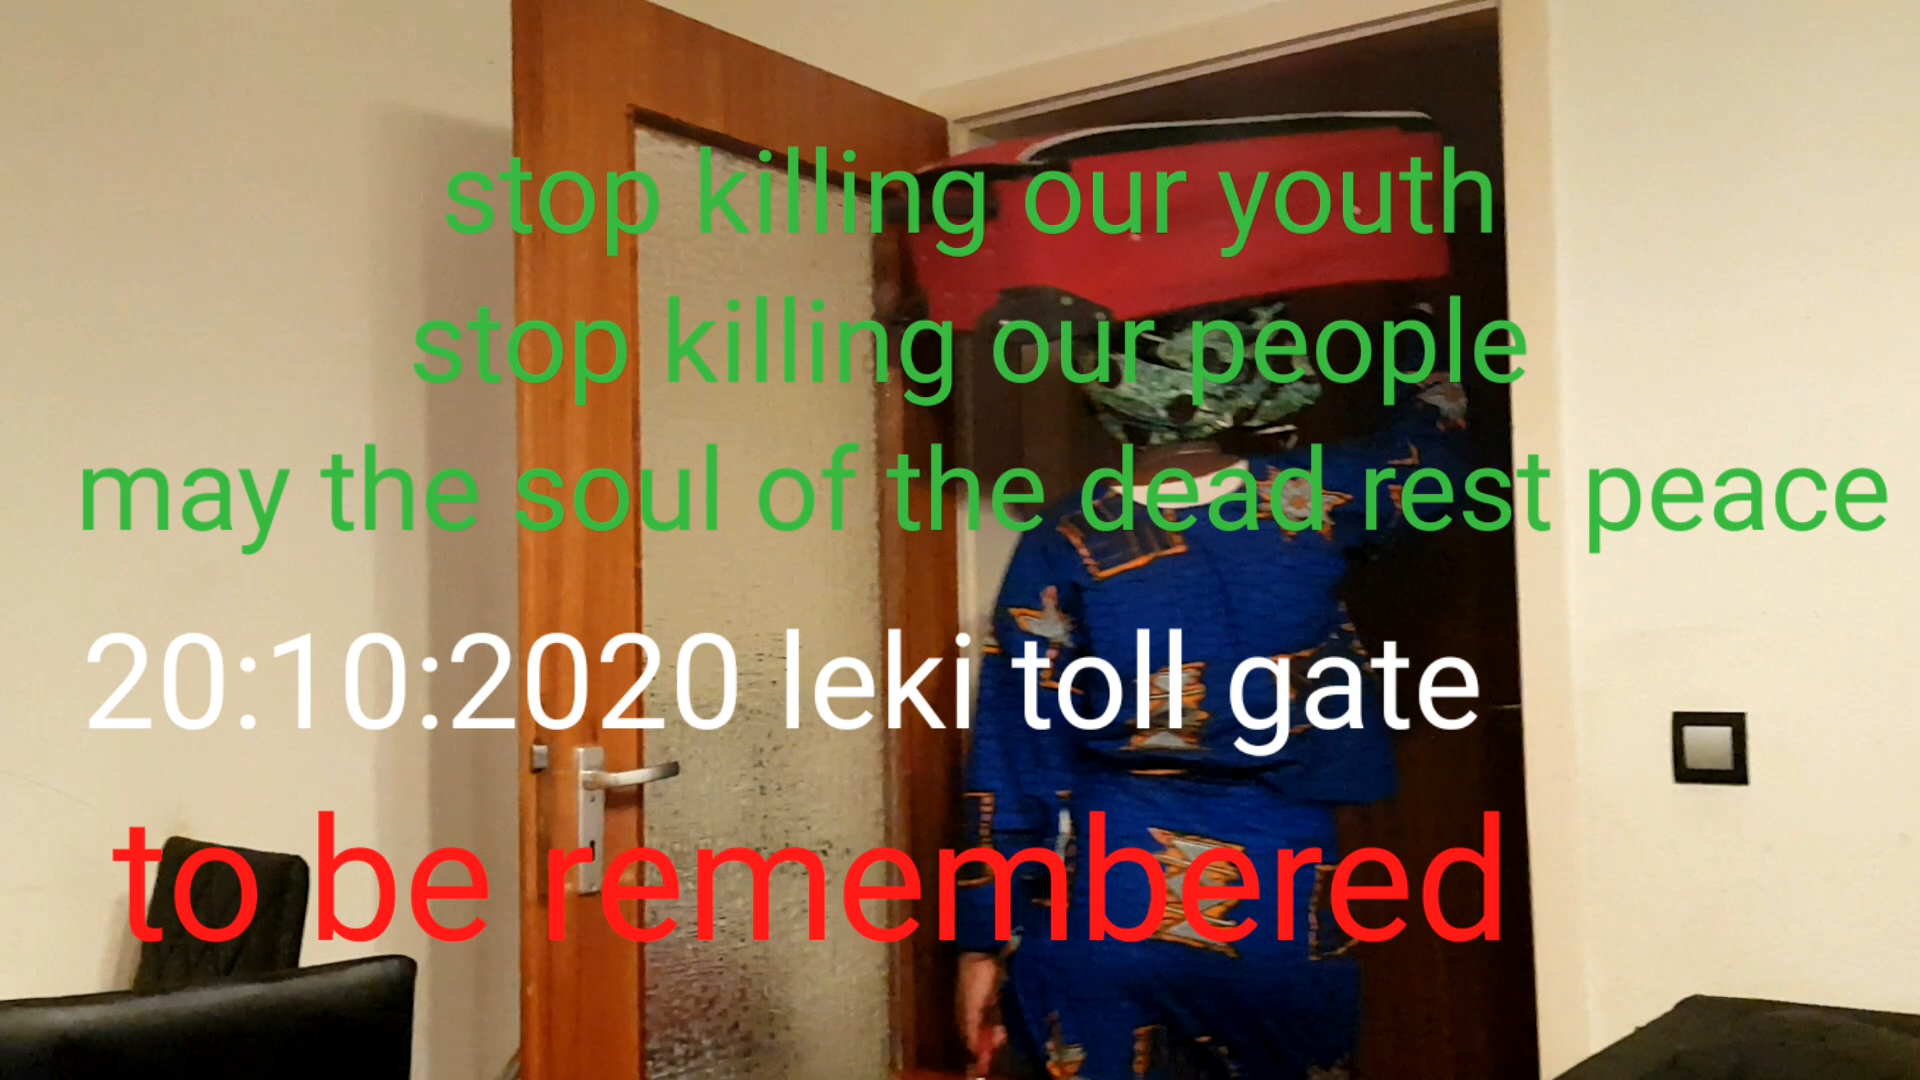 stop killing our youth
stop killing our people
may the soul of the dead rest peace
20:10:2020 leki toll gate
to be remembered